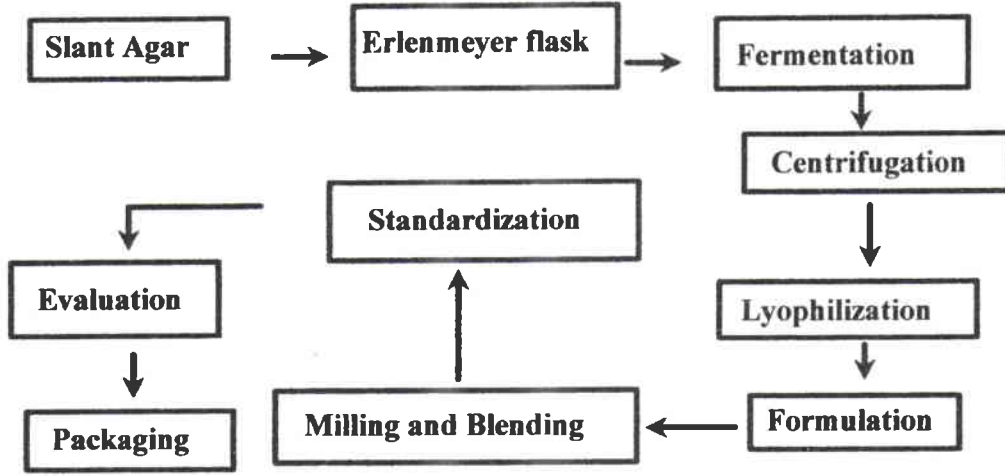 Slant Agar
Erlenmeyer flask
Fermentation
Centrifugation
Lyophilization
Formulation
Milling and Blending
Standardization
Evaluation
Packaging